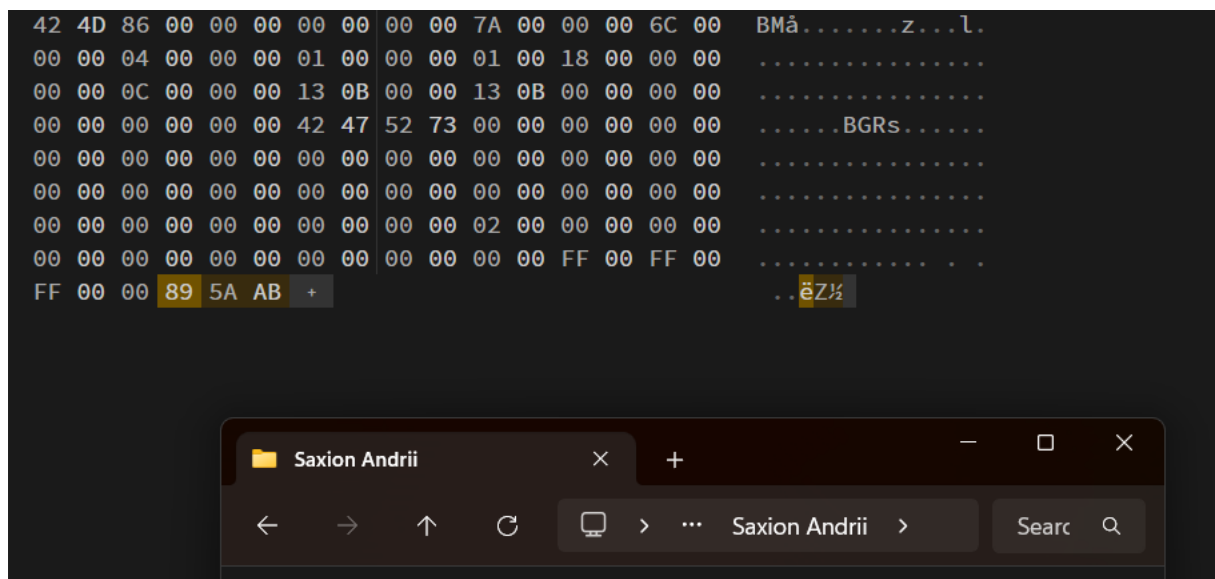 42 4D 86 00 00 00 00 00 00 00 7A 00 00 00 6C 00 BMå.......z...l.
00 00 04 00 00 00 01 00 00 00 01 00 18 00 00 00 ................
00 00 0C 00 00 00 13 0B 00 00 13 0B 00 00 00 00 ................
00 00 00 00 00 00 42 47 52 73 00 00 00 00 00 00 ......BGRs......
00 00 00 00 00 00 00 00 00 00 00 00 00 00 00 00 ................
00 00 00 00 00 00 00 00 00 00 00 00 00 00 00 00 ................
00 00 00 00 00 00 00 00 00 00 02 00 00 00 00 00 ................
00 00 00 00 00 00 00 00 00 00 00 00 FF 00 FF 00 ............ . .
FF 00 00 89 5A AB + ..ëZ½
Saxion Andrii
Saxion Andrii
Searc